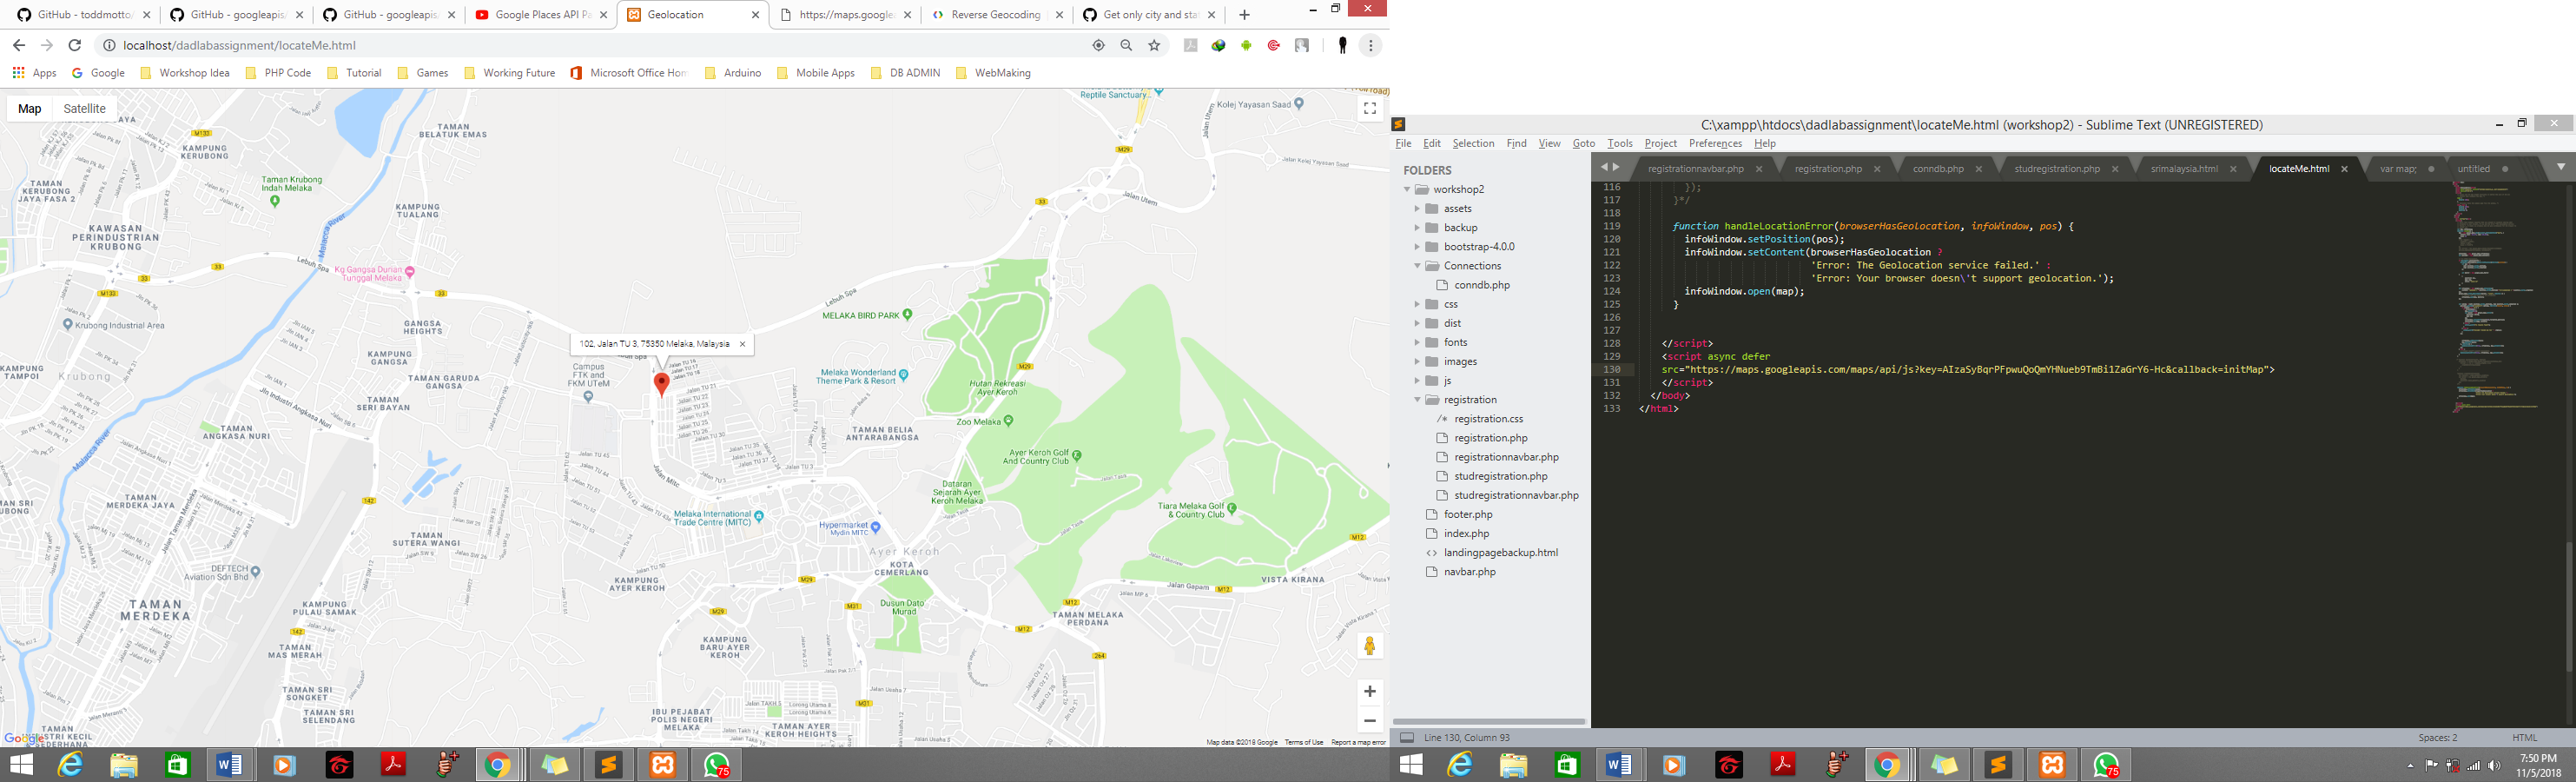 GitHub - toddmotto/
GitHub - googleapis/
GitHub - googleapis/
Google Places API Pa
Geolocation
https://maps.google
Reverse Geocoding
Get only city and sta
localhost/dadlabassignment/locateMe.html
Apps
Google
Workshop Idea
PHP Code
Tutorial
Games
Working Future
Microsoft Office Hom
Arduino
Mobile Apps
DB ADMIN
WebMaking
Map
Satellite
Reptile Sanctuary...
Kolej Yayasan Saad
TAMAN BELATUK EMAS
KAMPUNG KERUBONG
TAMAN KERUBONG JAYA FASA 2
Taman Krubong Indah Melaka
KAMPUNG TUALANG
KAWASAN PERINDUSTRIAN KRUBONG
Malacca River
Lebuh Spa
Kg Gangsa Durian Tunggal Melaka
Jalan Utem
Krubong Industrial Area
GANGSA HEIGHTS
KAMPUNG GANGSA
TAMAN GARUDA GANGSA
KAMPUNG TAMPOI
Krubong
TAMAN SERI BAYAN
TAMAN ANGKASA NURI
MELAKA BIRD PARK
102, Jalan TU 3, 75350 Melaka, Malaysia
Campus FTK and FKM UTeM
Melaka Wonderland Theme Park & Resort
Hutan Rekreasi Ayer Keroh
Zoo Melaka
TAMAN BELIA ANTARABANGSA
Ayer Keroh Golf And Country Club
Dataran Sejarah Ayer Keroh Melaka
Tiara Melaka Golf & Country Club
Jalan Mitc
Melaka International Trade Centre (MITC)
Hypermarket Mydin MITC
Ayer Keroh
KOTA CEMERLANG
TAMAN MERDEKA JAYA
TAMAN SUTERA WANGI
DEFTECH Aviation Sdn Bhd
TAMAN MERDEKA
KAMPUNG PULAU SAMAK
KAMPUNG AYER KEROH
Dusun Dato Murad
VISTA KIRANA
Jalan Gapam
TAMAN MELAKA PERDANA
TAMAN MAS MERAH
KAMPUNG BARU AYER KEROH
TAMAN SRI SONGKET
TAMAN SRI SELENDANG
IBU PEJABAT POLIS NEGERI MELAKA
TAMAN AYER KEROH HEIGHTS
Google
Map data ©2018 Google
Terms of Use
Report a map error
C:\xampp\htdocs\dadlabassignment\locateMe.html (workshop2) - Sublime Text (UNREGISTERED)
File Edit Selection Find View Goto Tools Project Preferences Help
FOLDERS
workshop2
assets
backup
bootstrap-4.0.0
Connections
conndb.php
css
dist
fonts
images
js
registration
registration.css
registration.php
registrationnavbar.php
studregistration.php
studregistrationnavbar.php
footer.php
index.php
landingpagebackup.html
navbar.php
registrationnavbar.php
registration.php
conndb.php
studregistration.php
srimalaysia.html
locateMe.html
var map;
untitled
116 });
117 }*/
118
119 function handleLocationError(browserHasGeolocation, infoWindow, pos) {
120 infoWindow.setPosition(pos);
121 infoWindow.setContent(browserHasGeolocation ?
122 'Error: The Geolocation service failed.' :
123 'Error: Your browser doesn\'t support geolocation.');
124 infoWindow.open(map);
125 }
126
127
128 </script>
129 <script async defer
130 src="https://maps.googleapis.com/maps/api/js?key=AIzaSyBqrPFpwuQoQmYHNueb9TmBi1ZaGrY6-Hc&callback=initMap">
131 </script>
132 </body>
133 </html>
Line 130, Column 93
Spaces: 2
HTML
7:50 PM
11/5/2018